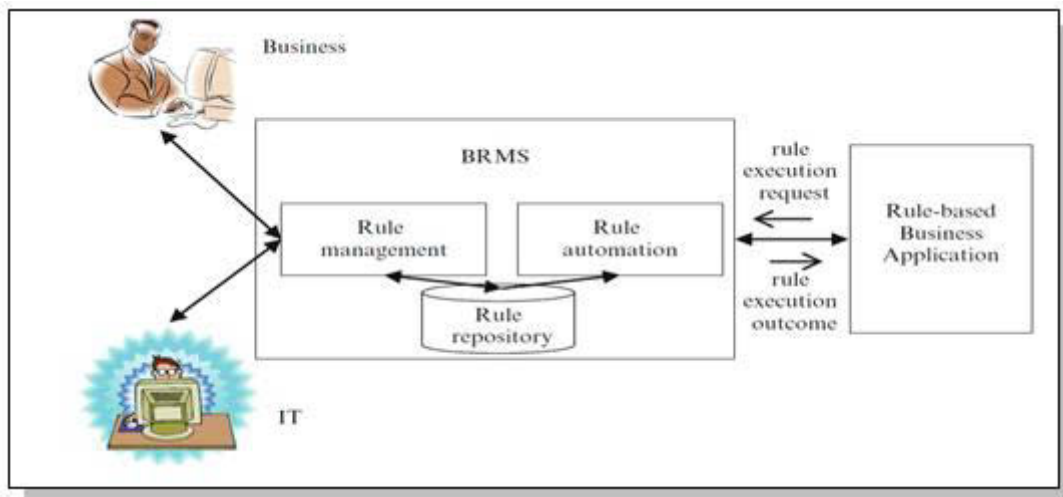 Business
BRMS
Rule
management
Rule
automation
Rule
repository
rule
execution
request
rule
execution
outcome
Rule-based
Business
Application
IT